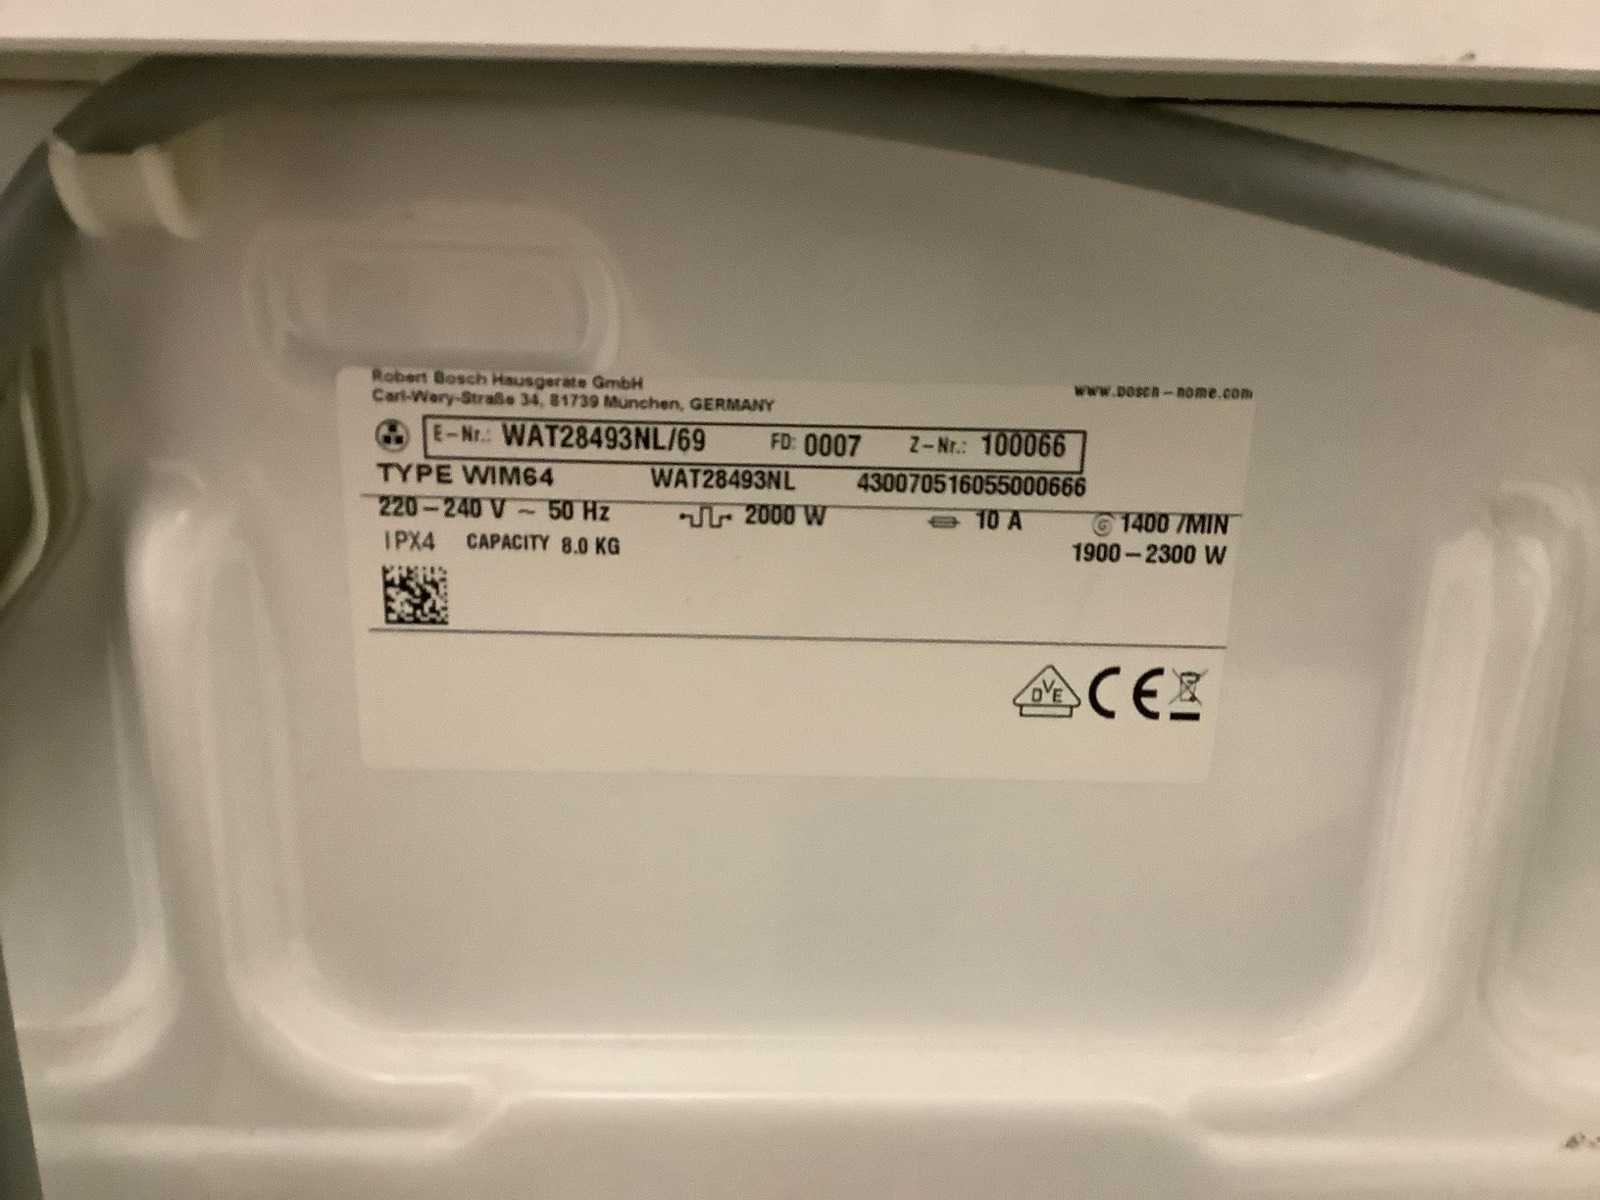 Robert Bosch Hausgeräte GmbH
Carl-Wery-Straße 34, 81739 München, GERMANY
www.bosch-home.com
E-Nr.: WAT28493NL/69 FD: 0007 Z-Nr.: 100066
TYPE WIM64 WAT28493NL 430070516055000666
220-240 V ~ 50 Hz 2000 W 10 A 1400 /MIN
IPX4 CAPACITY 8.0 KG 1900-2300 W
DVE CE